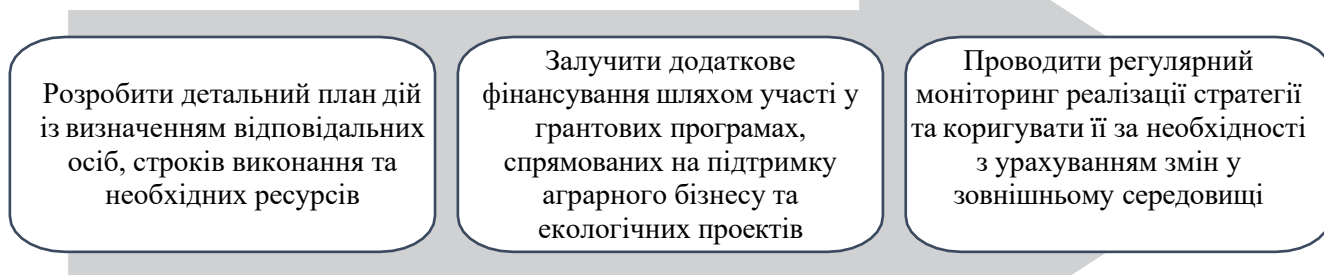 Розробити детальний план дій
із визначенням відповідальних
осіб, строків виконання та
необхідних ресурсів
Залучити додаткове
фінансування шляхом участі у
грантових програмах,
спрямованих на підтримку
аграрного бізнесу та
екологічних проектів
Проводити регулярний
моніторинг реалізації стратегії
та коригувати її за необхідності
з урахуванням змін у
зовнішньому середовищі